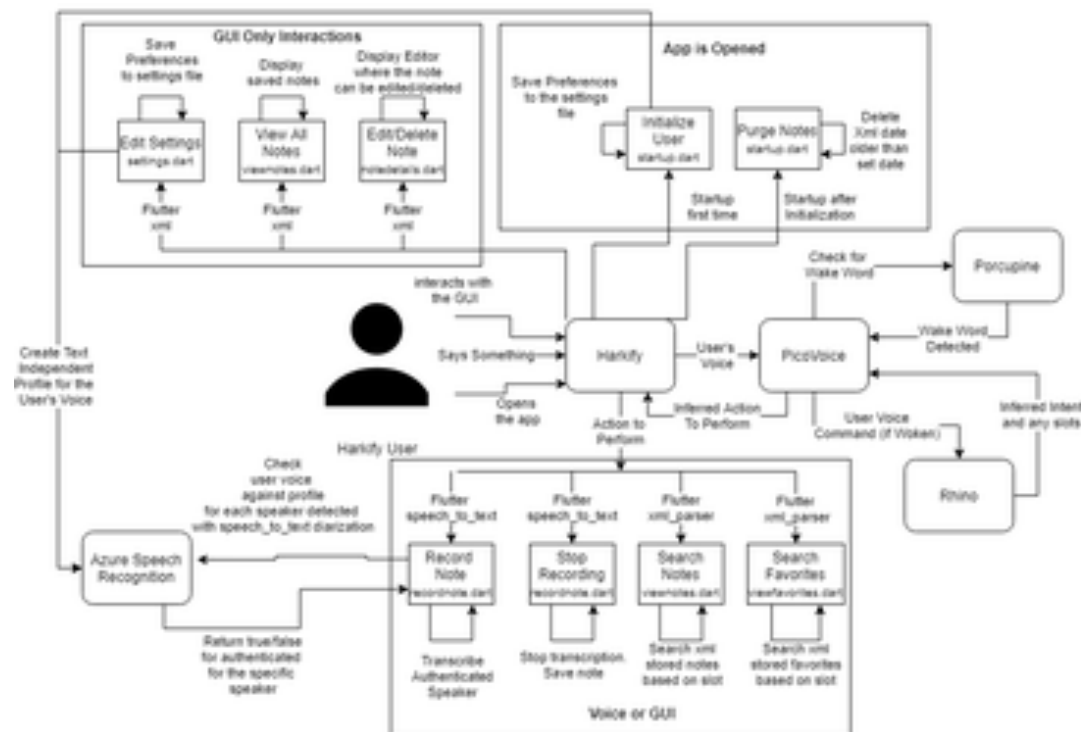 GUI Only Interactions
Save
Preferences
to settings file
Display
saved notes
Display Editor
where the note
can be edited/deleted
Edit Settings
settings.dart
View All
Notes
viewnotes.dart
Edit/Delete
Note
notedetails.dart
Flutter
xml
Flutter
xml
Flutter
xml
App is Opened
Save Preferences
to the settings
file
Initialize
User
startup.dart
Purge Notes
startup.dart
Delete
Xml date
older than
set date
Startup
first time
Startup after
Initialization
Check for
Wake Word
Porcupine
Wake Word
Detected
interacts with
the GUI
Says Something
Opens
the app
Harkify
User's
Voice
PicoVoice
Inferred Action
To Perform
Action to
Perform
User Voice
Command (if Woken)
Inferred Intent
and any slots
Rhino
Create Text
Independent
Profile for the
User's Voice
Harkify User
Check
user voice
against profile
for each speaker detected
with speech_to_text diarization
Azure Speech
Recognition
Return true/false
for authenticated
for the specific
speaker
Flutter
speech_to_text
Flutter
speech_to_text
Flutter
xml_parser
Flutter
xml_parser
Record
Note
recordnote.dart
Stop
Recording
recordnote.dart
Search
Notes
viewnotes.dart
Search
Favorites
viewfavorites.dart
Transcribe
Authenticated
Speaker
Stop transcription.
Save note
Search xml
stored notes
based on slot
Search xml
stored favorites
based on slot
Voice or GUI